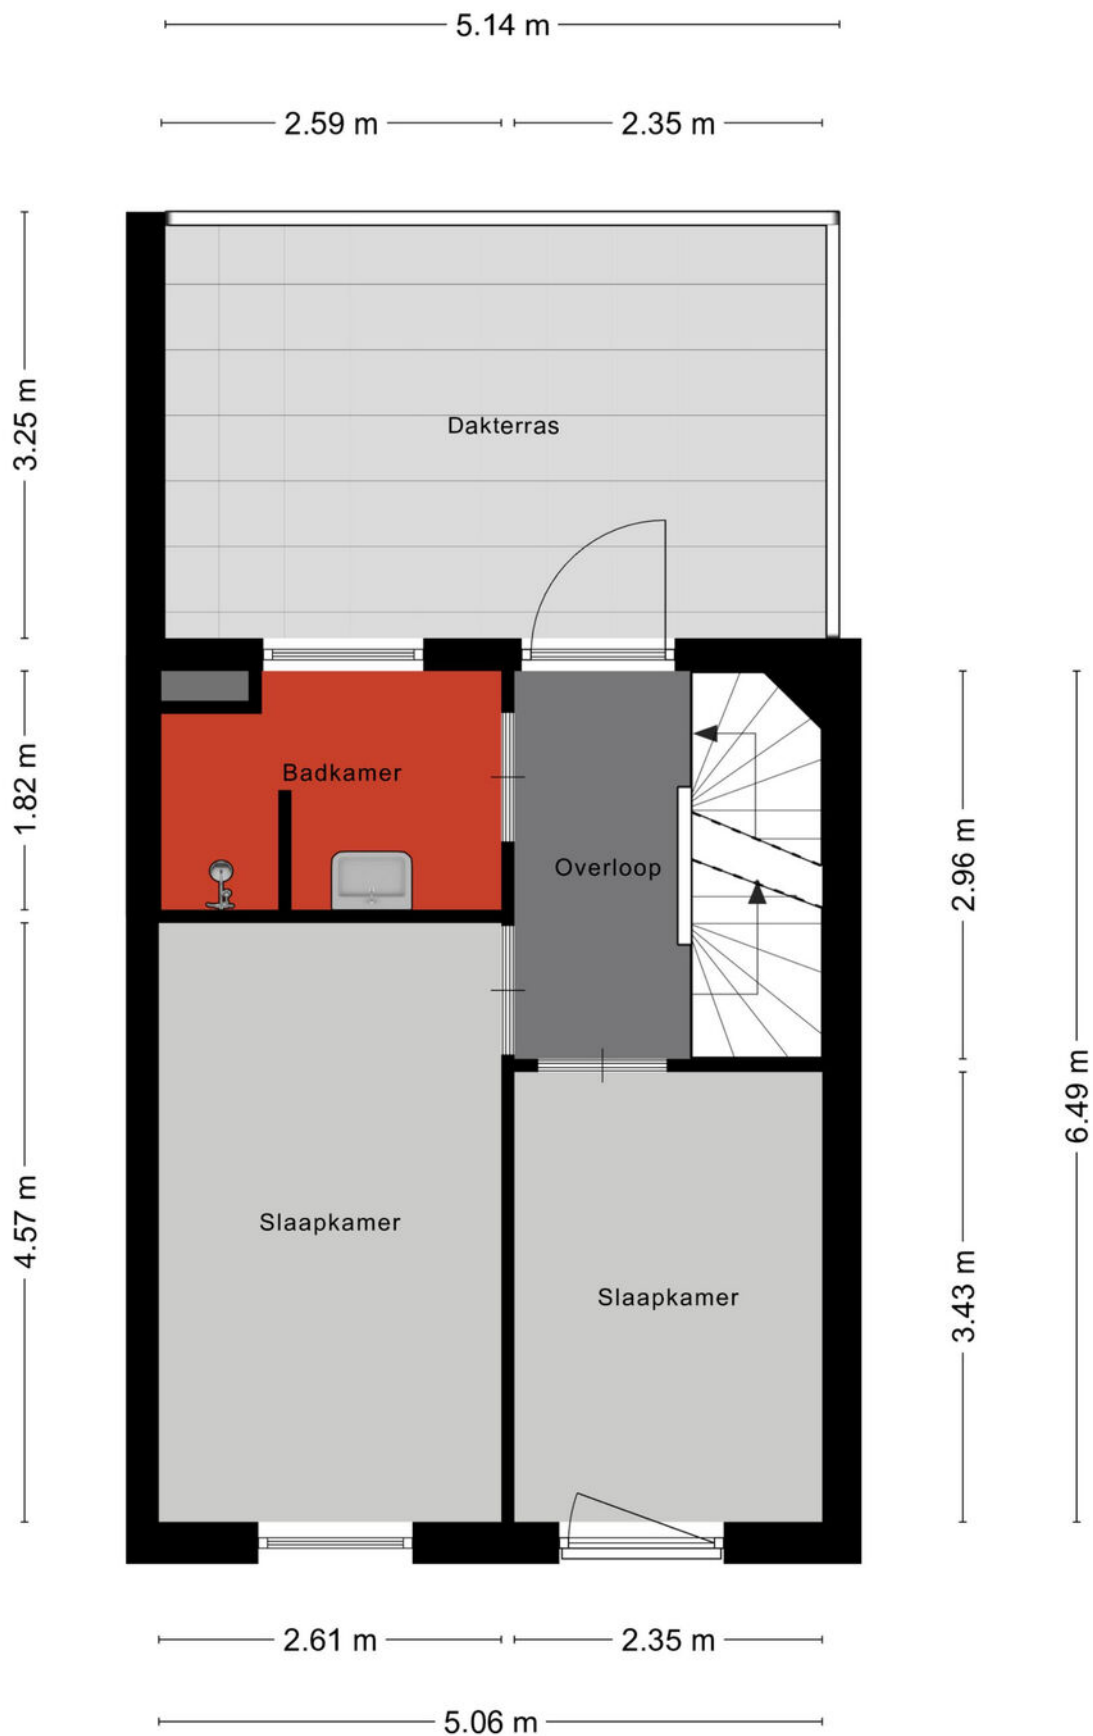 5.14 m
2.59 m
2.35 m
3.25 m
Dakterras
1.82 m
Badkamer
Overloop
2.96 m
6.49 m
4.57 m
Slaapkamer
Slaapkamer
3.43 m
2.61 m
2.35 m
5.06 m